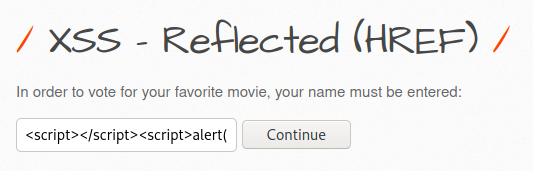 / XSS - Reflected (HREF) /
In order to vote for your favorite movie, your name must be entered:
<script></script><script>alert( Continue